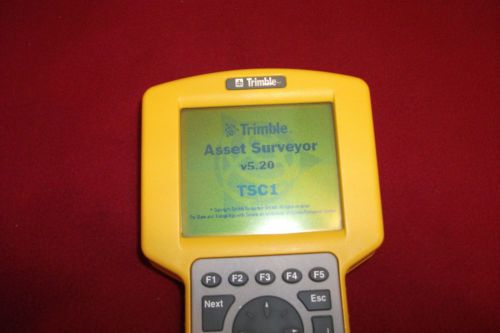 Trimble
Trimble
Asset Surveyor
v5.20
TSC1
F1 F2 F3 F4 F5
Next Esc